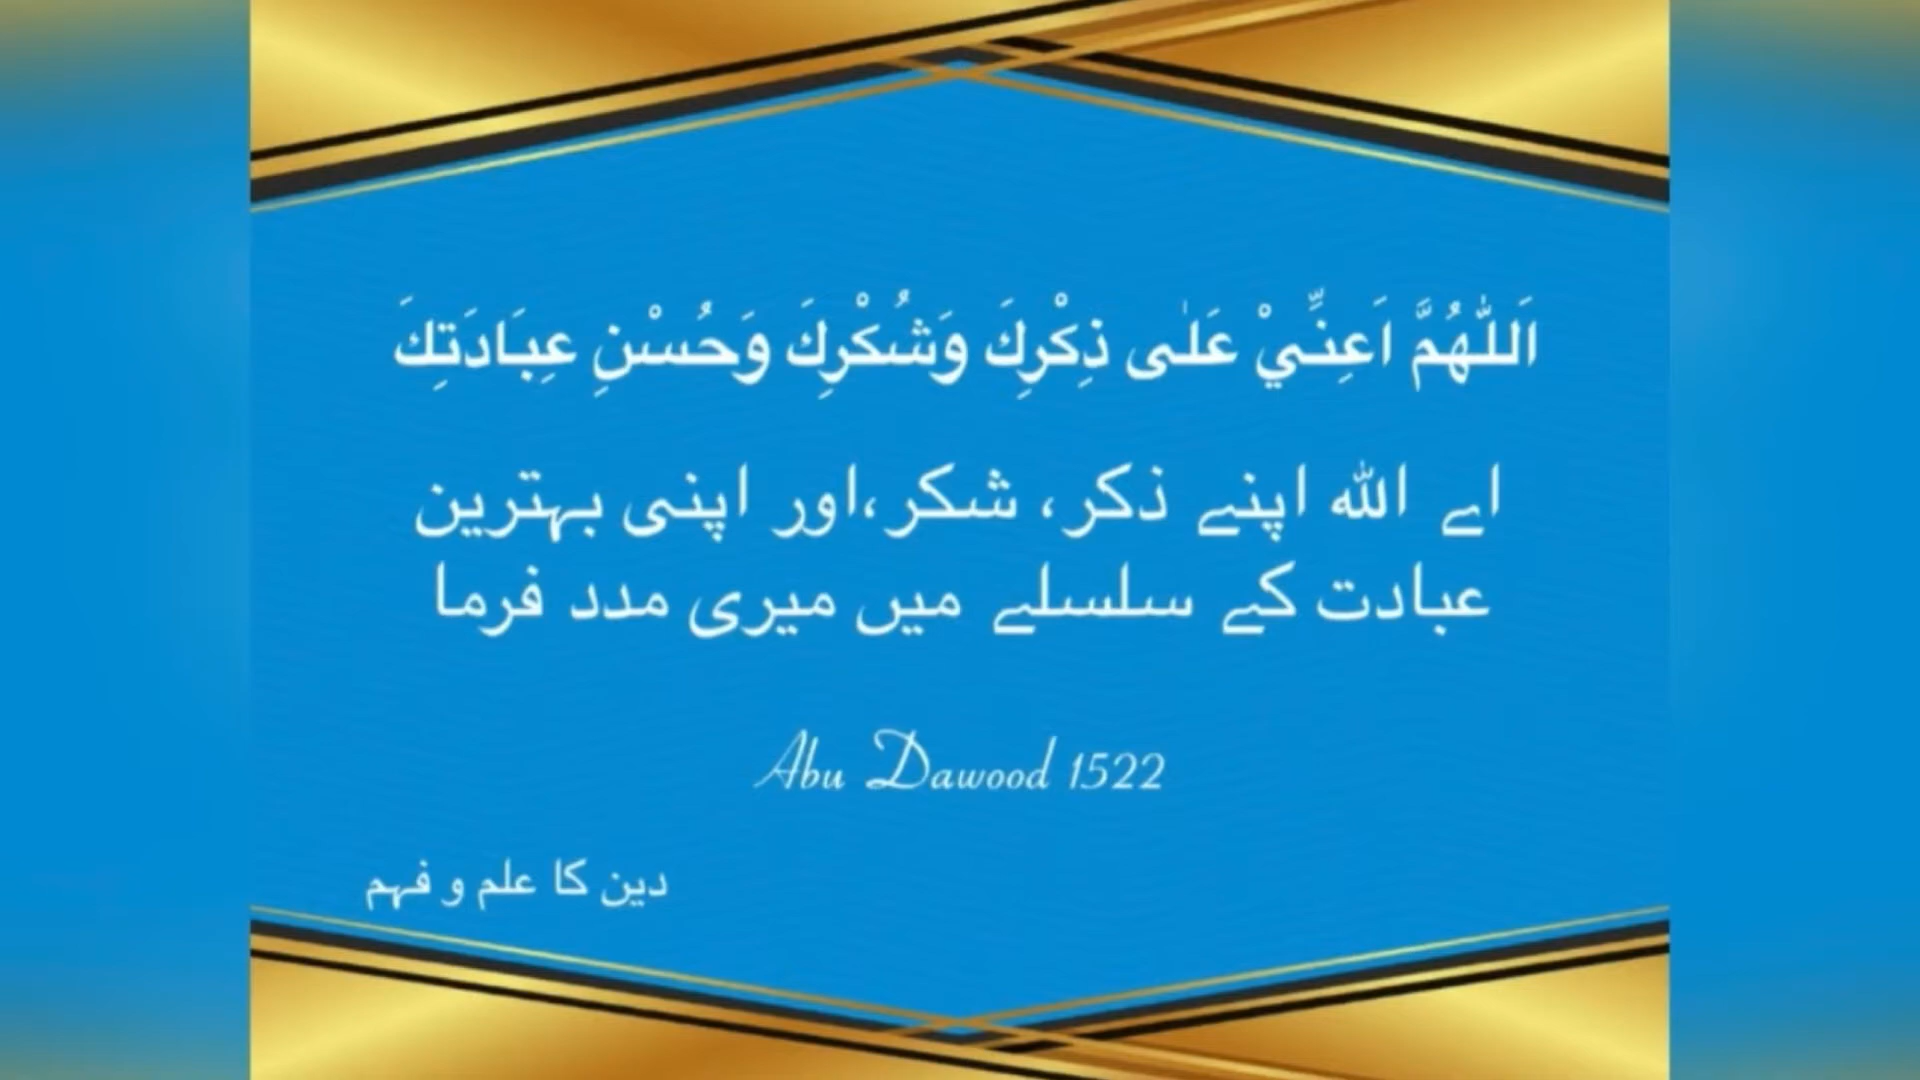 اَللّٰهُمَّ اَعِنِّيْ عَلٰى ذِكْرِكَ وَشُكْرِكَ وَحُسْنِ عِبَادَتِكَ
اے اللہ اپنے ذکر، شکر،اور اپنی بہترین
عبادت کے سلسلے میں میری مدد فرما
Abu Dawood 1522
دین کا علم و فہم